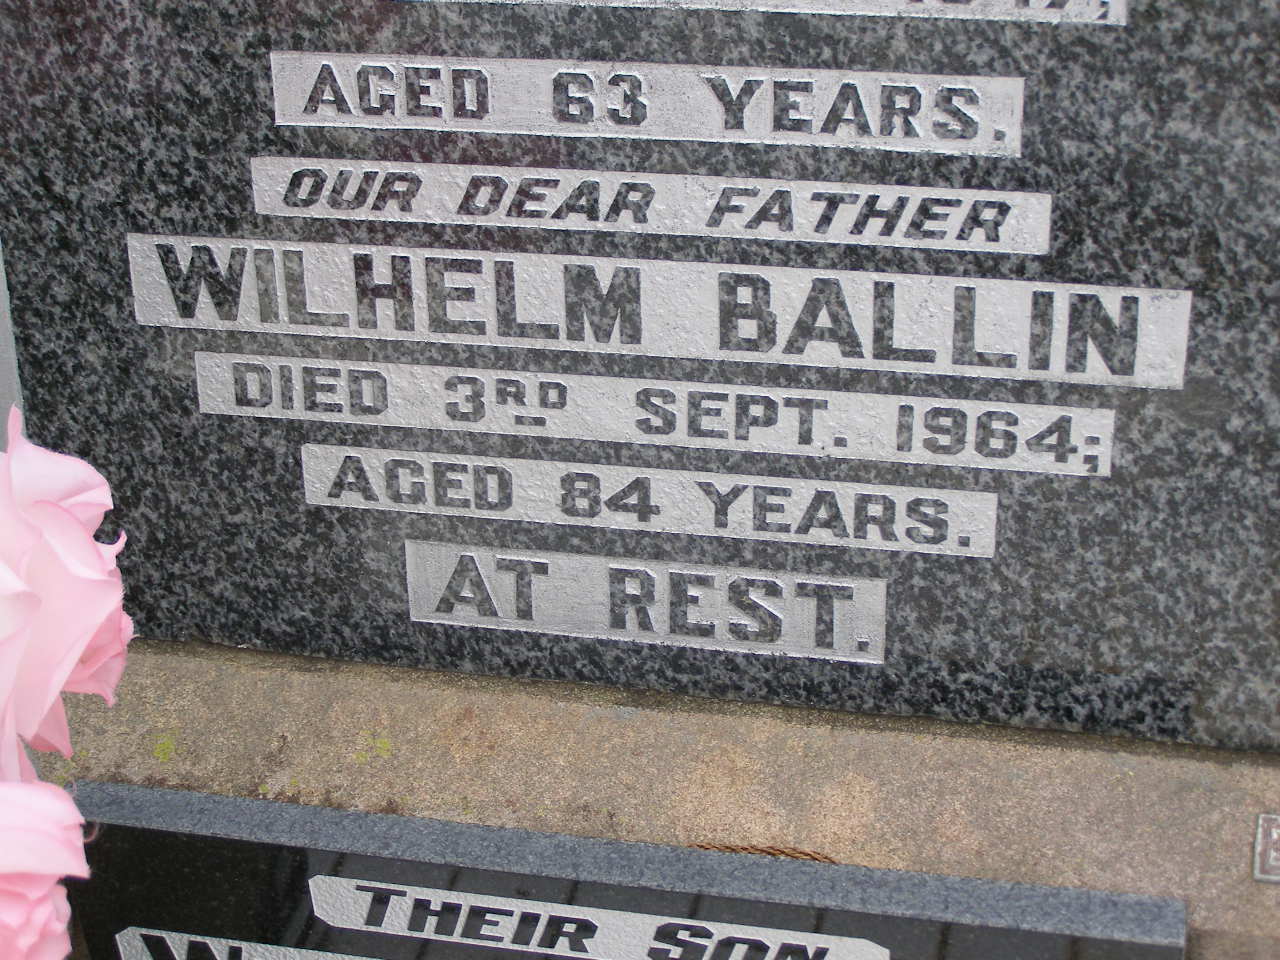 AGED 63 YEARS.
OUR DEAR FATHER
WILHELM BALLIN
DIED 3RD SEPT. 1964;
AGED 84 YEARS.
AT REST.
THEIR SON